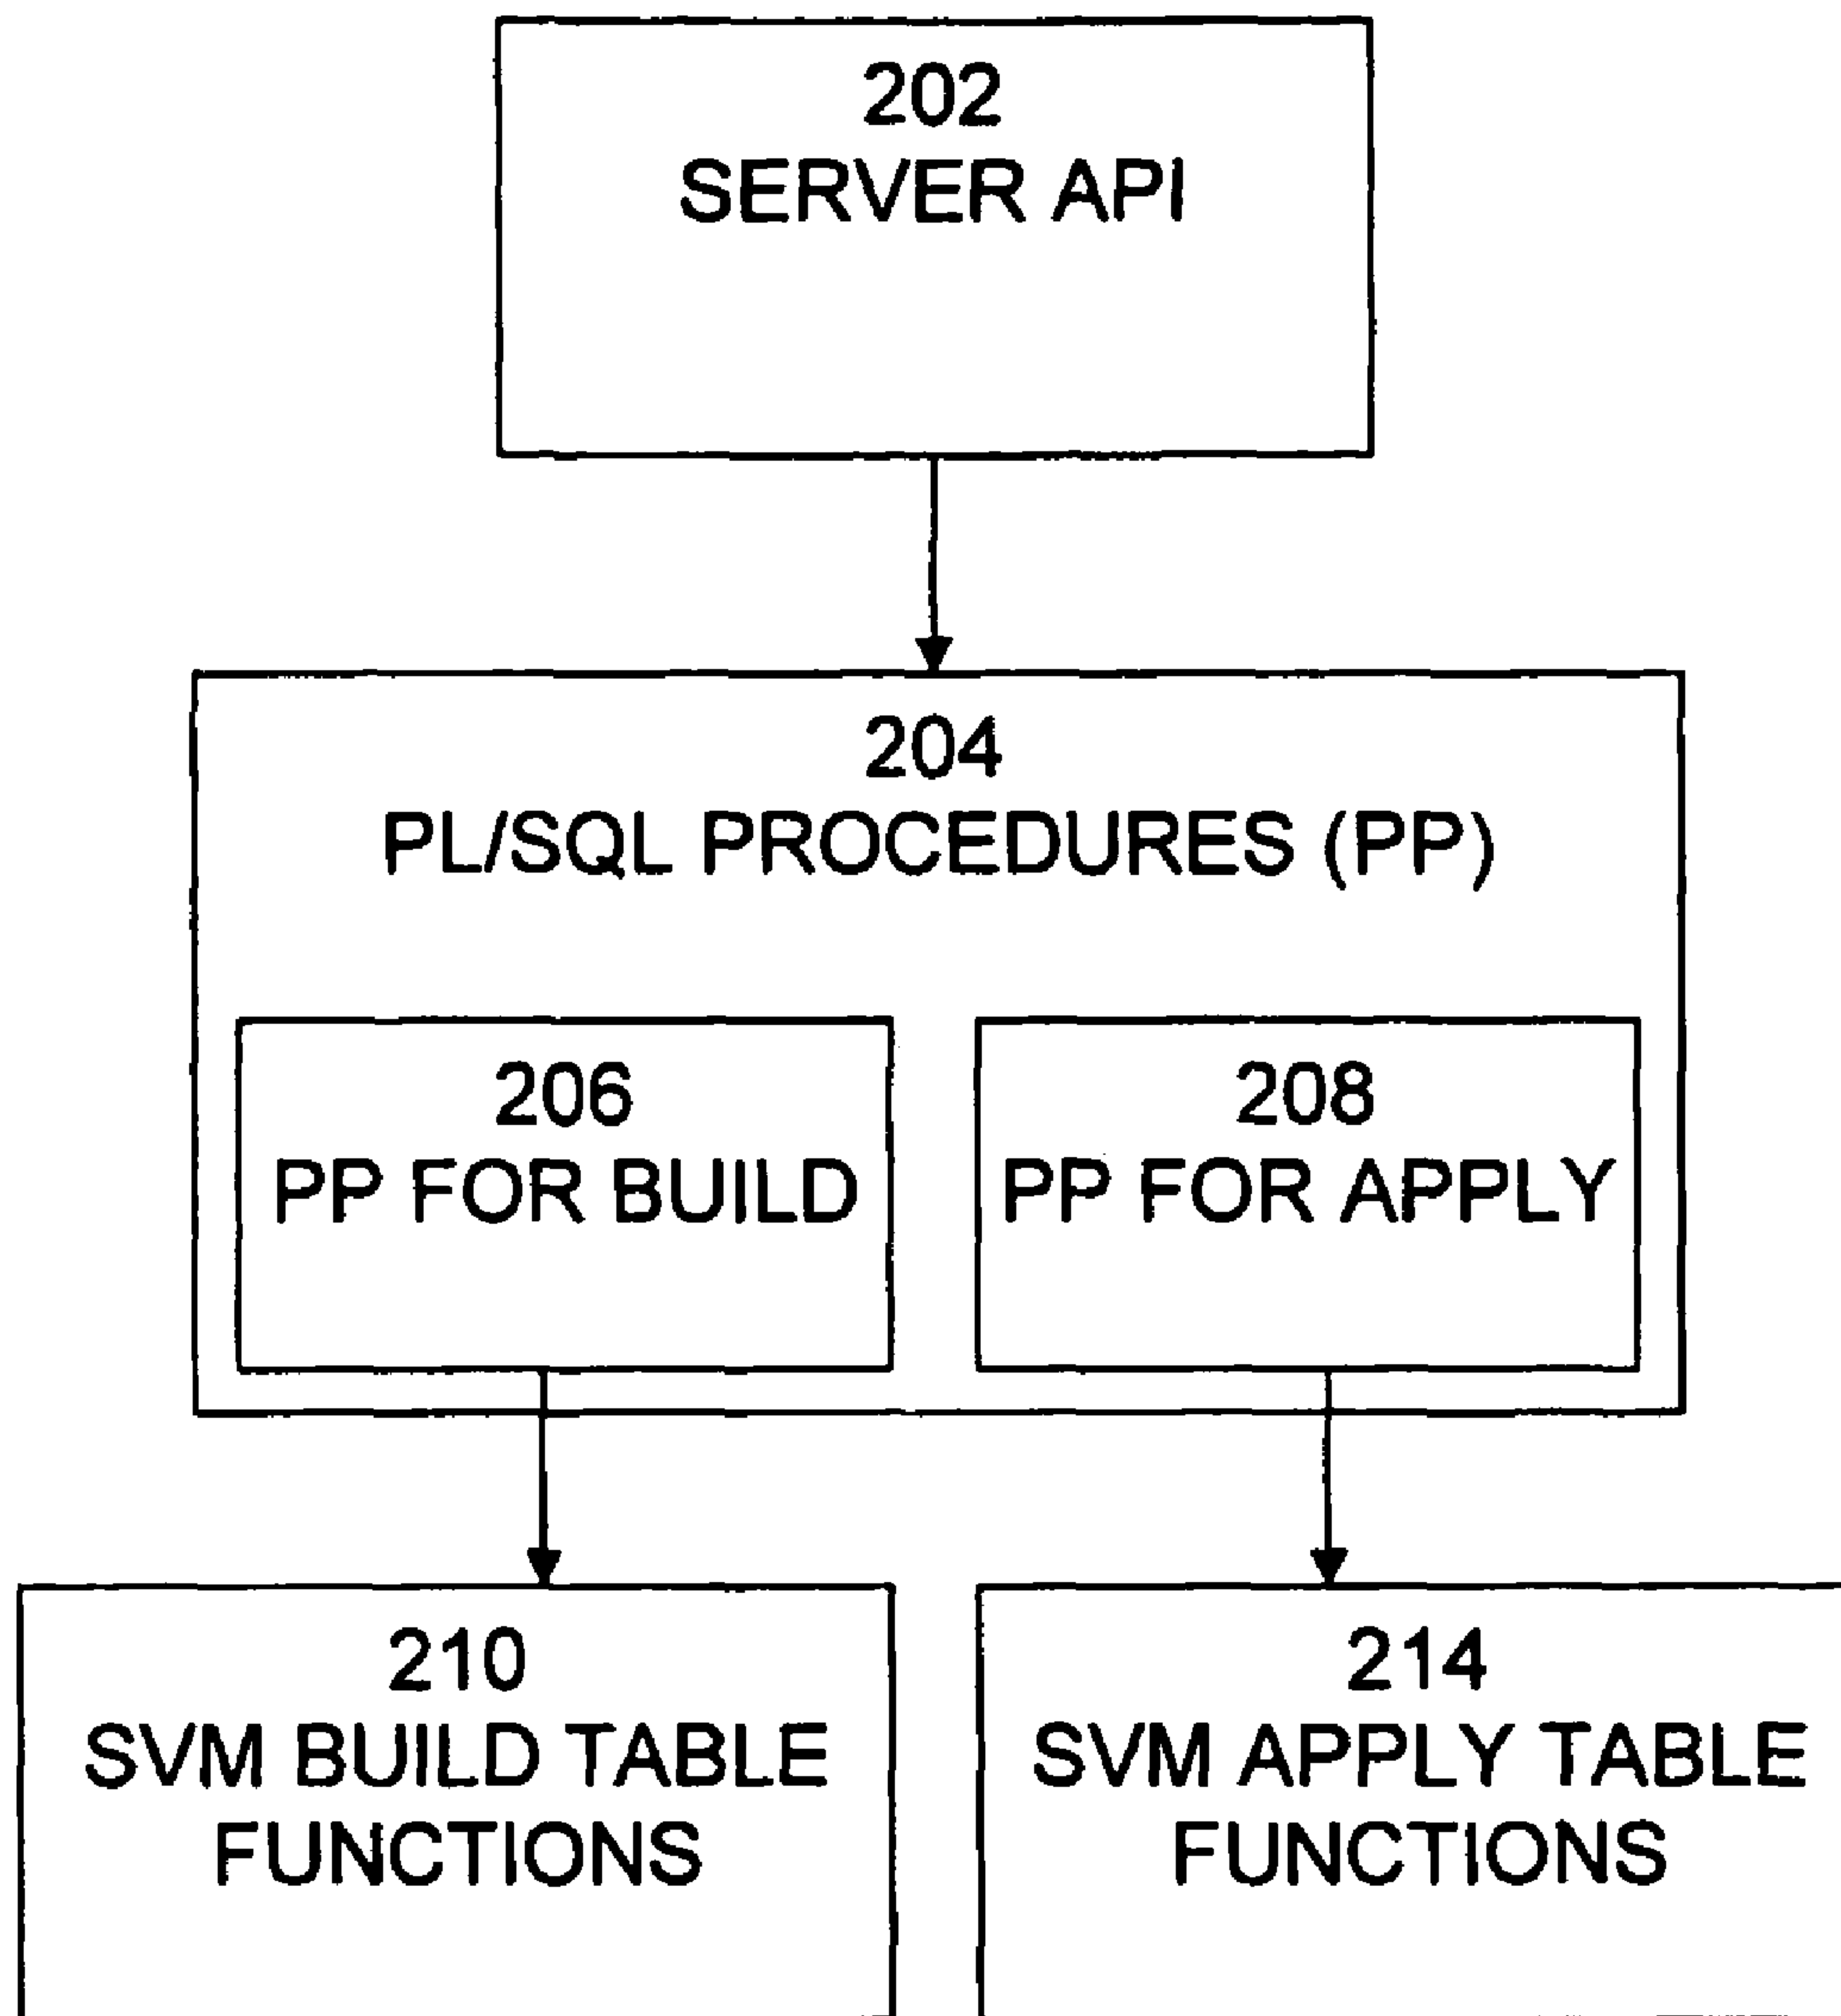 202
SERVER API
204
PL/SQL PROCEDURES (PP)
206
PP FOR BUILD
208
PP FOR APPLY
210
SVM BUILD TABLE
FUNCTIONS
214
SVM APPLY TABLE
FUNCTIONS